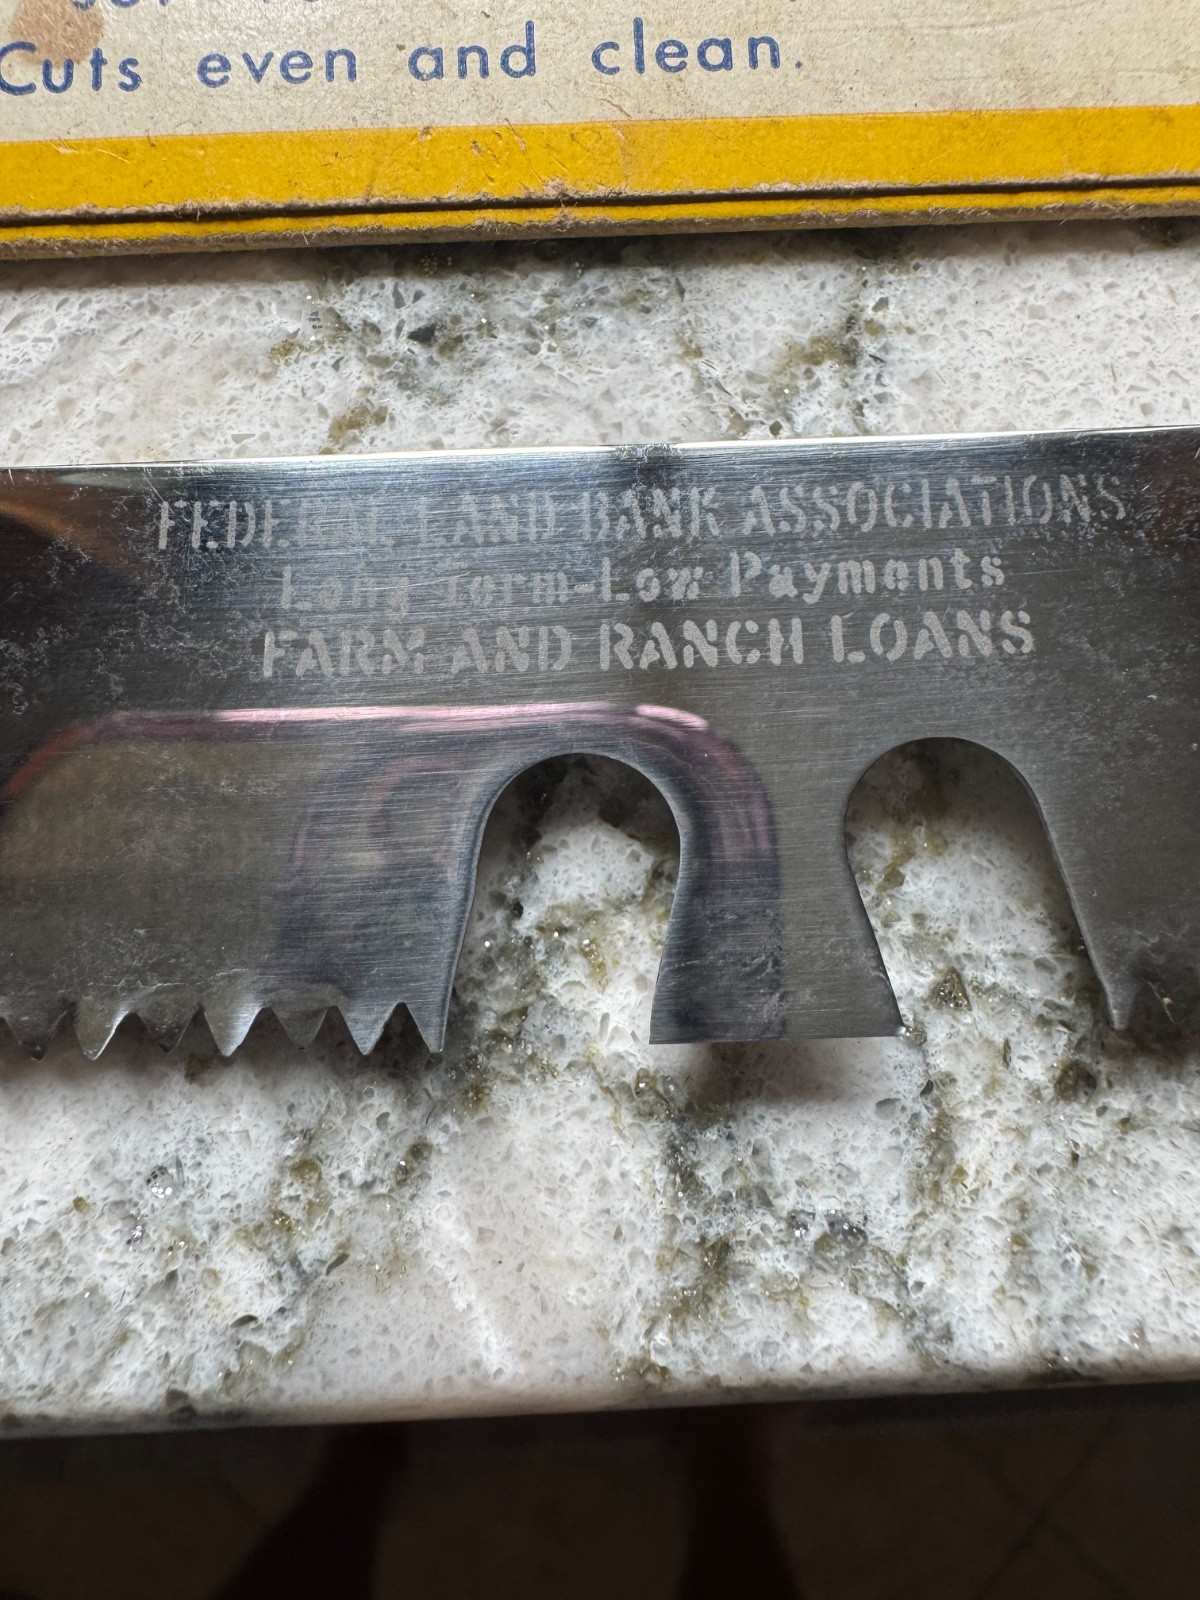 Cuts even and clean.
FEDERAL LAND BANK ASSOCIATIONS
Long Term-Low Payments
FARM AND RANCH LOANS